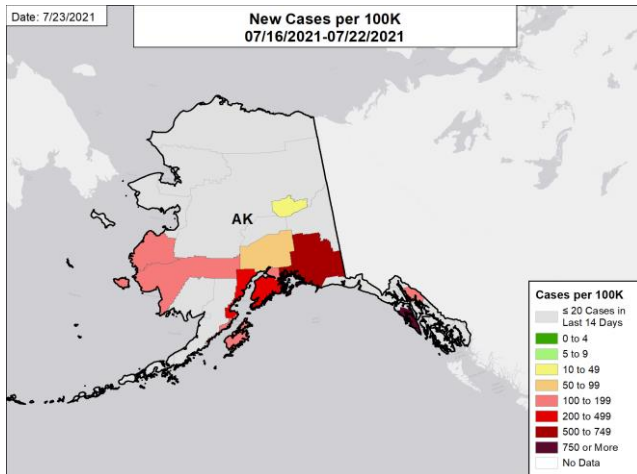 Date: 7/23/2021
New Cases per 100K
07/16/2021-07/22/2021
AK
Cases per 100K
≤ 20 Cases in
Last 14 Days
0 to 4
5 to 9
10 to 49
50 to 99
100 to 199
200 to 499
500 to 749
750 or More
No Data